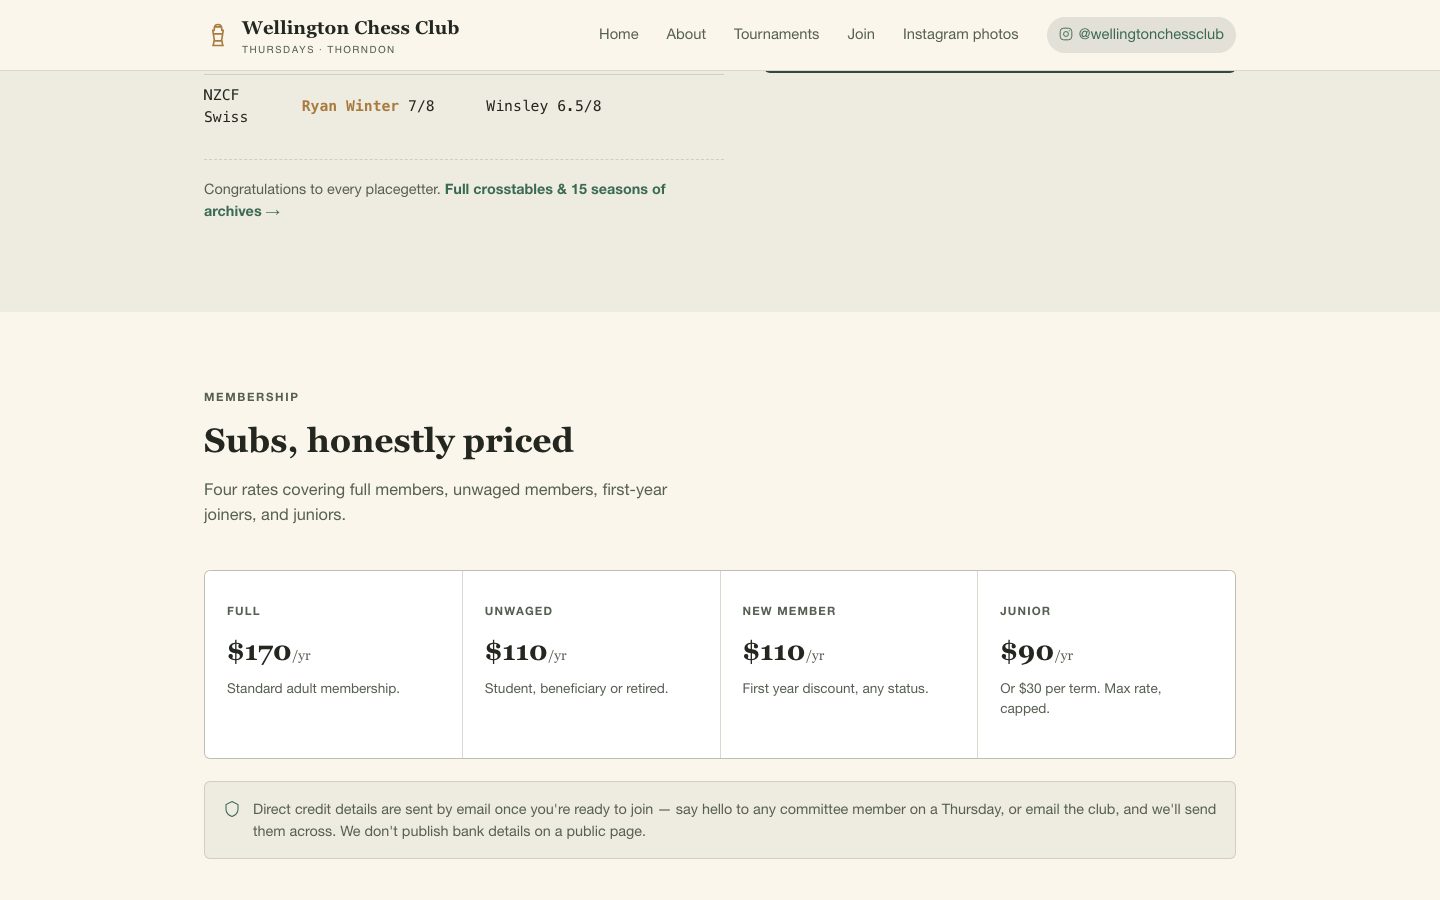 Wellington Chess Club
THURSDAYS · THORNDON
Home About Tournaments Join Instagram photos @wellingtonchessclub
NZCF
Swiss
Ryan Winter 7/8 Winsley 6.5/8
Congratulations to every placegetter. Full crosstables & 15 seasons of
archives →
MEMBERSHIP
Subs, honestly priced
Four rates covering full members, unwaged members, first-year
joiners, and juniors.
FULL
$170/yr
Standard adult membership.
UNWAGED
$110/yr
Student, beneficiary or retired.
NEW MEMBER
$110/yr
First year discount, any status.
JUNIOR
$90/yr
Or $30 per term. Max rate,
capped.
Direct credit details are sent by email once you're ready to join — say hello to any committee member on a Thursday, or email the club, and we'll send
them across. We don't publish bank details on a public page.